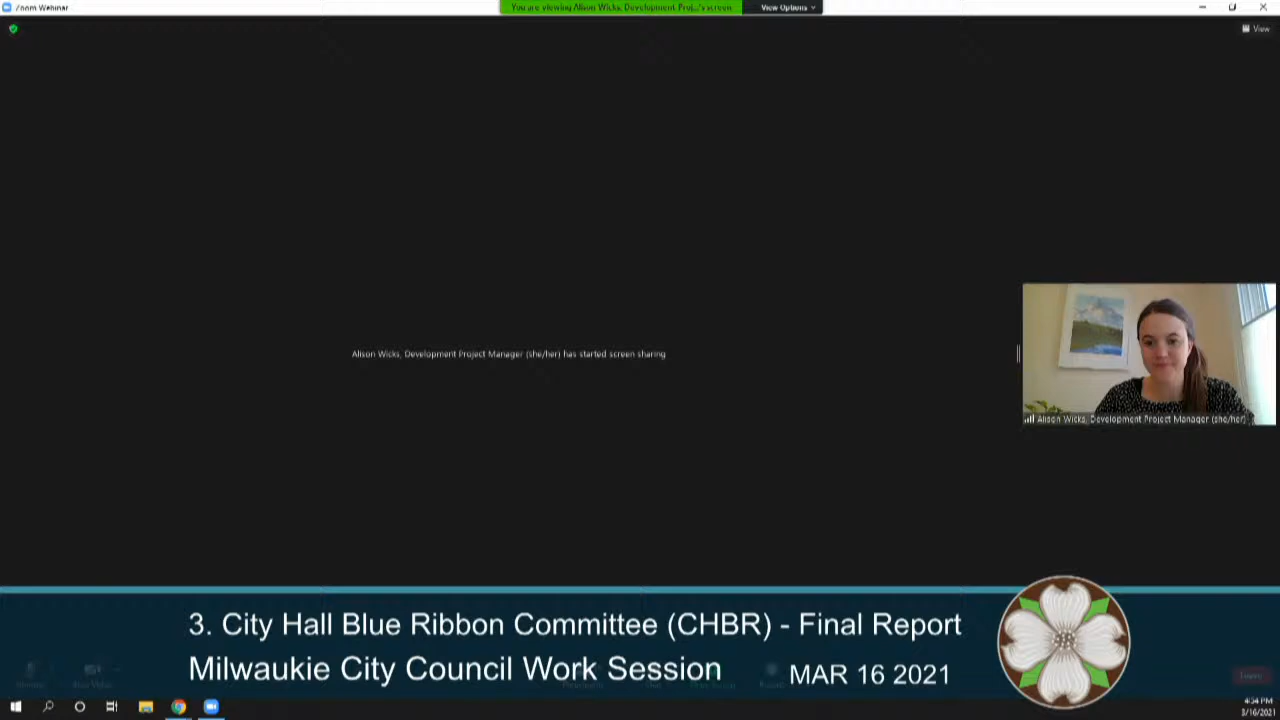 Zoom Webinar
You are viewing Alison Wicks, Development Proj...'s screen
View Options
View
Alison Wicks, Development Project Manager (she/her) has started screen sharing
Alison Wicks, Development Project Manager (she/her)
3. City Hall Blue Ribbon Committee (CHBR) - Final Report
Milwaukie City Council Work Session
MAR 16 2021
Leave
4:34 PM
3/16/2021